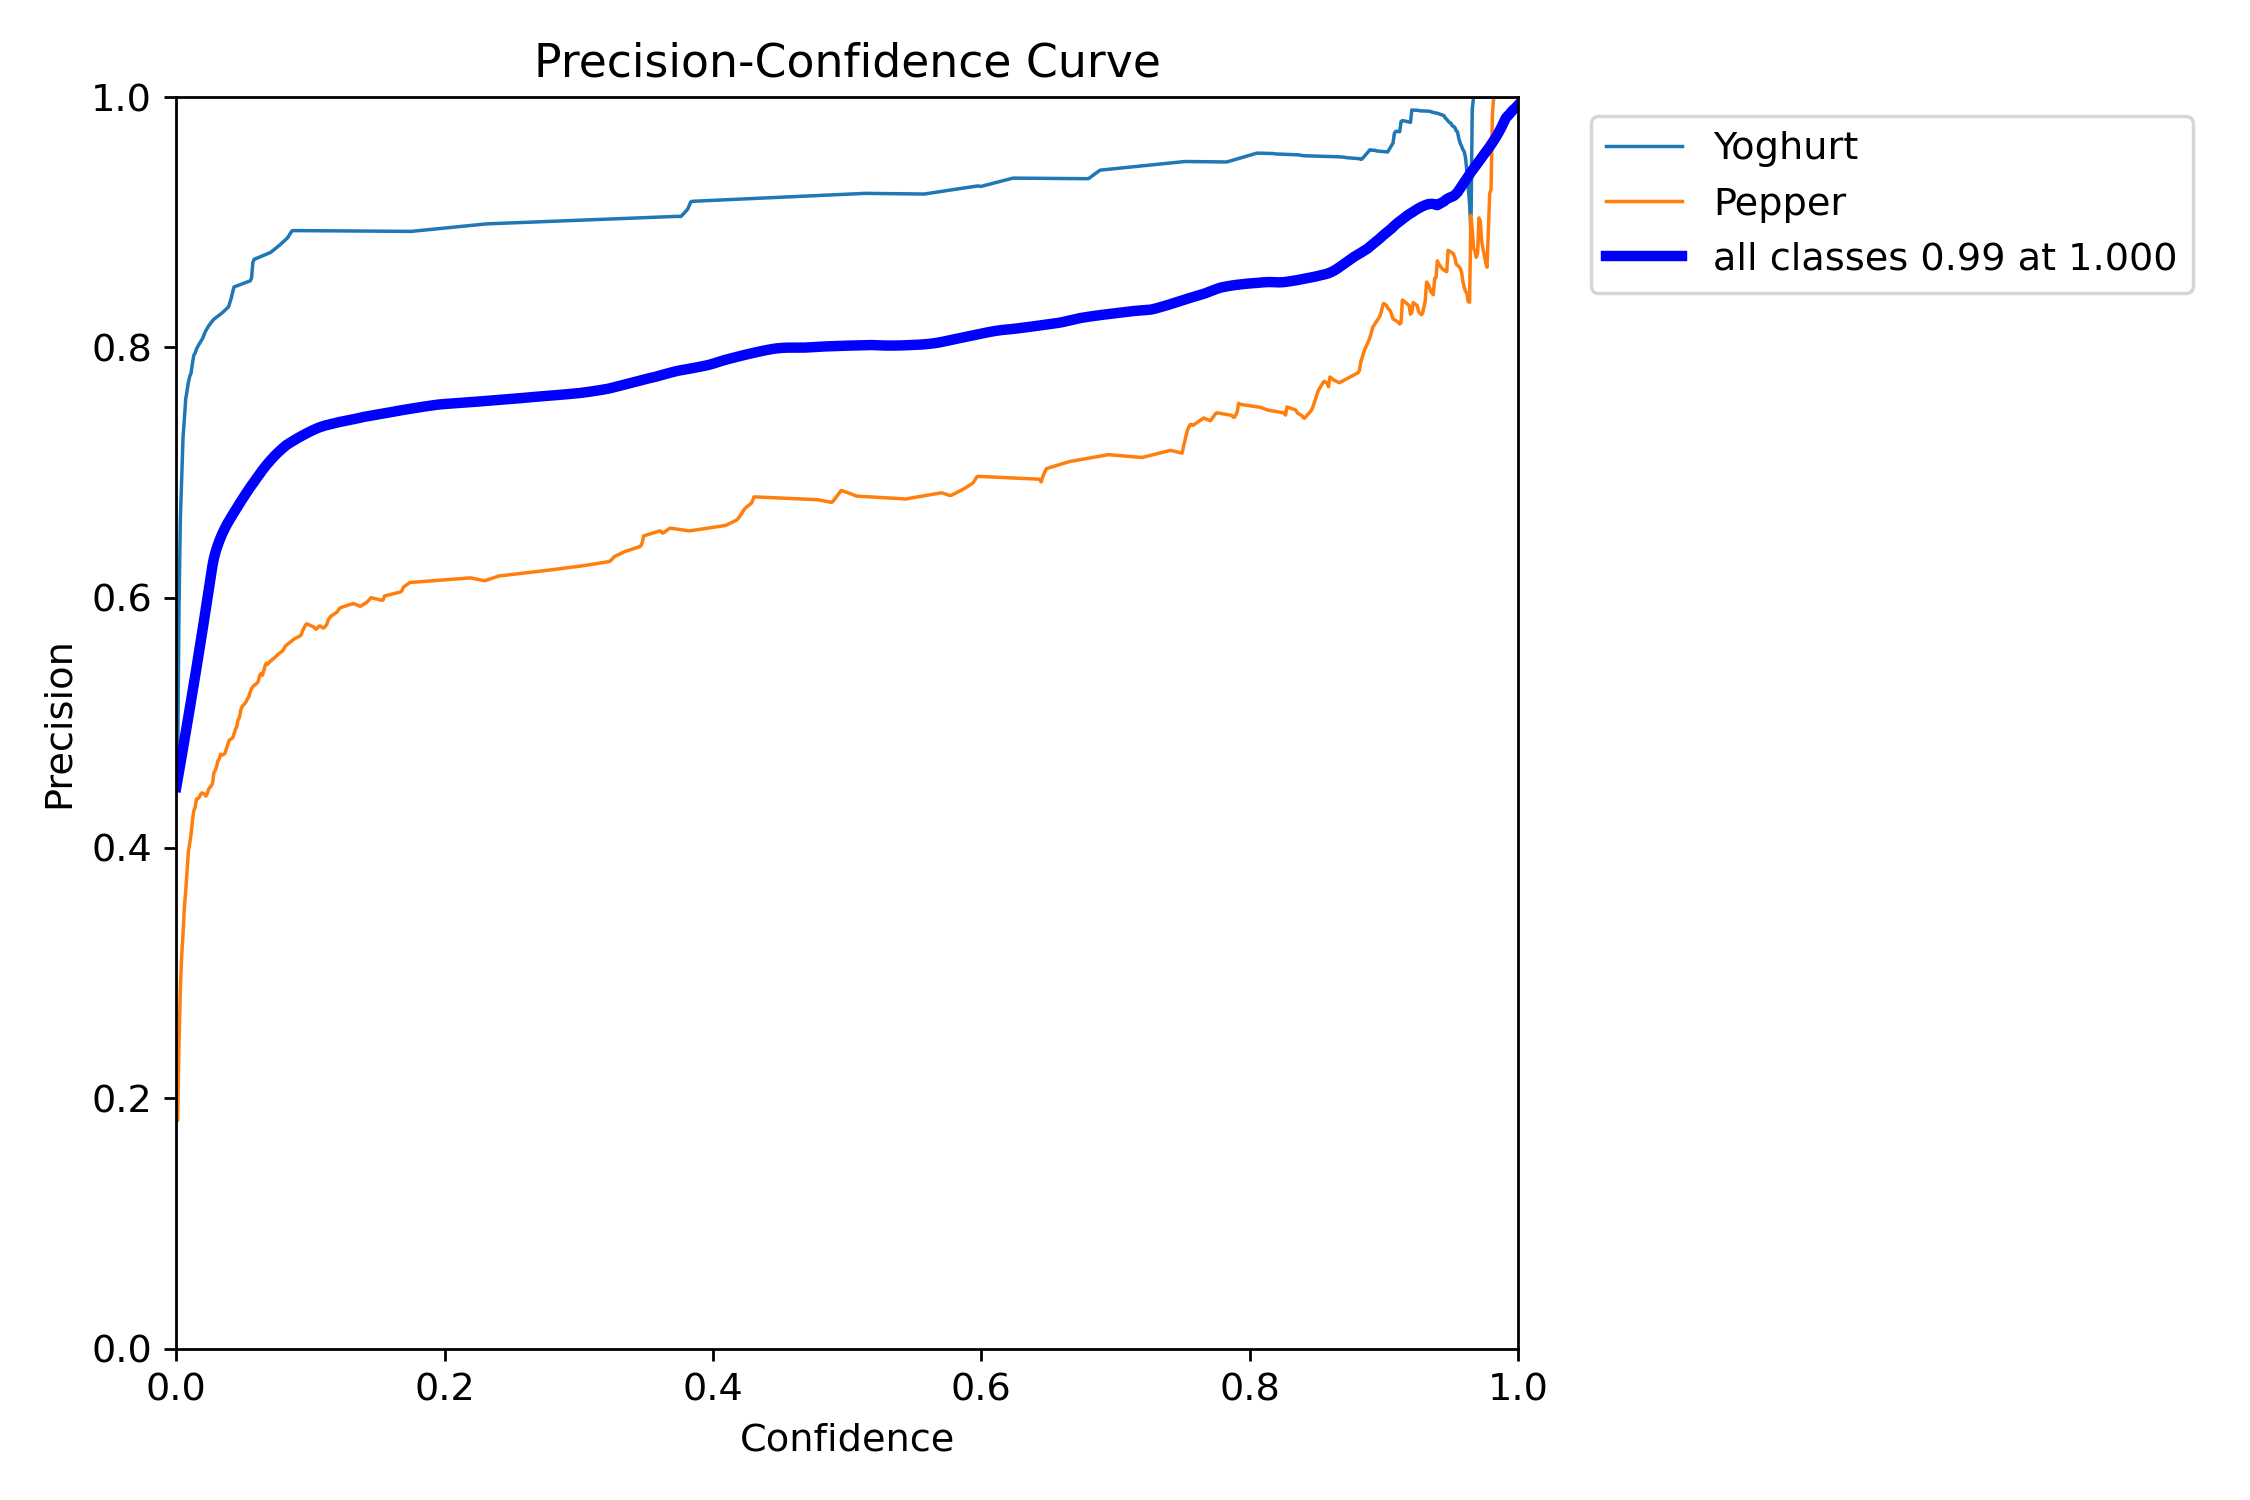 Precision-Confidence Curve
1.0
0.8
0.6
0.4
0.2
0.0
Precision
0.0 0.2 0.4 0.6 0.8 1.0
Confidence
Yoghurt
Pepper
all classes 0.99 at 1.000